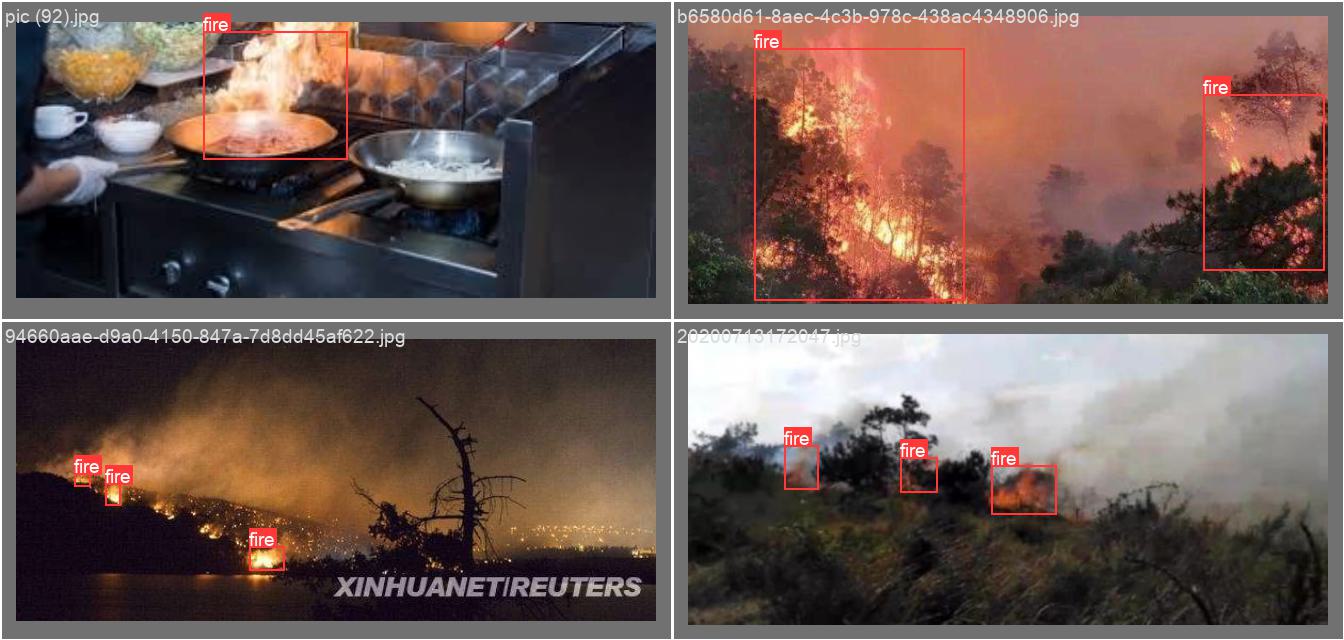 pic (92).jpg
fire
b6580d61-8aec-4c3b-978c-438ac4348906.jpg
fire
fire
94660aae-d9a0-4150-847a-7d8dd45af622.jpg
fire
fire
fire
XINHUANET/REUTERS
20200713172047.jpg
fire
fire
fire